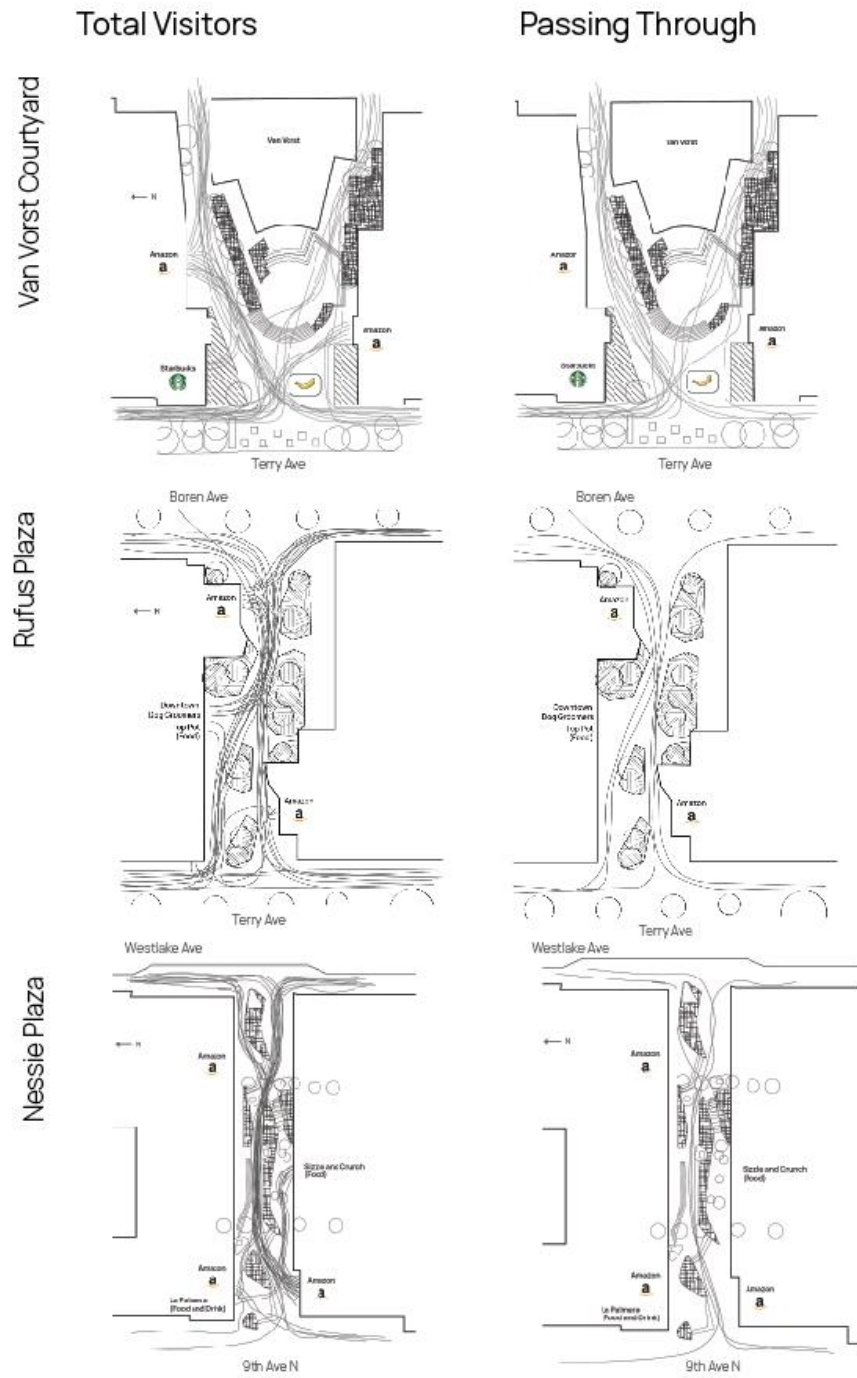 Total Visitors
Passing Through
Van Vorst Courtyard
Van Vorst
N
Amazon
a
Amazon
a
Starbucks
Terry Ave
Van Vorst
Amazon
a
Amazon
a
Starbucks
Terry Ave
Rufus Plaza
Boren Ave
Amazon
a
N
Downtown
Dog Groomers
Top Pot
(Food)
Amazon
a
Terry Ave
Boren Ave
Amazon
a
Downtown
Dog Groomers
Top Pot
(Food)
Amazon
a
Terry Ave
Nessie Plaza
Westlake Ave
N
Amazon
a
Sizzle and Crunch
(Food)
Amazon
a
Amazon
a
La Palmera
(Food and Drink)
9th Ave N
Westlake Ave
N
Amazon
a
Sizzle and Crunch
(Food)
Amazon
a
Amazon
a
La Palmera
(Food and Drink)
9th Ave N